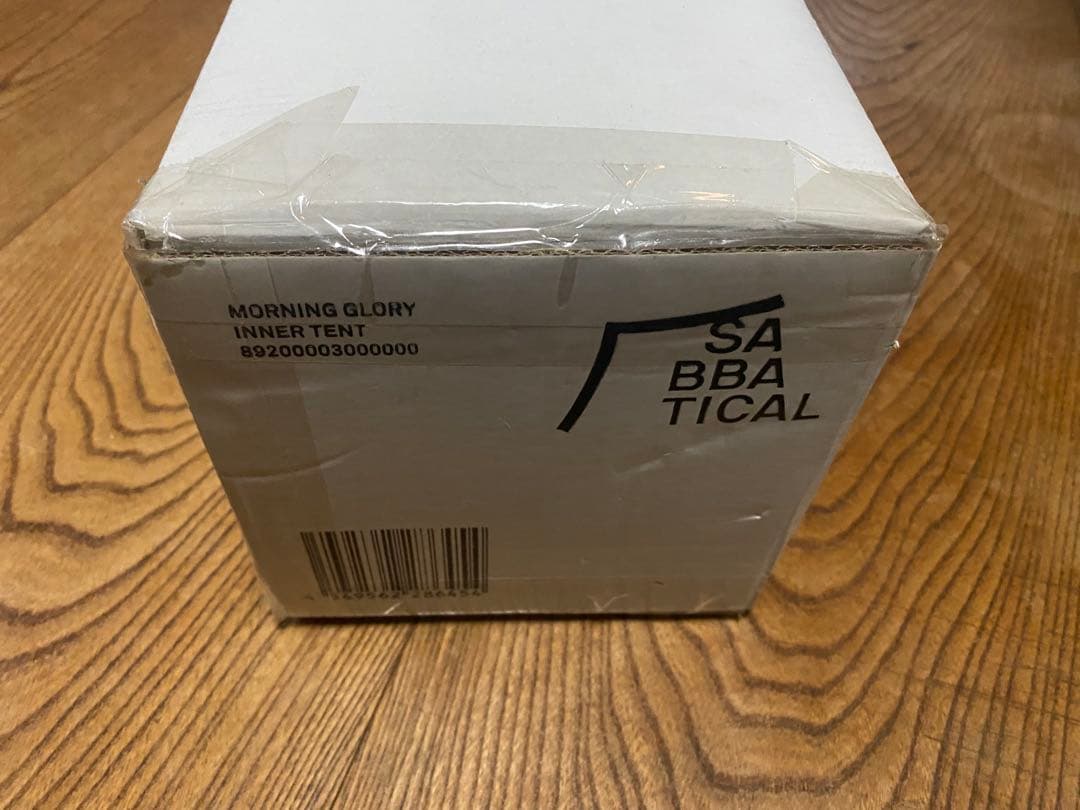 MORNING GLORY
INNER TENT
89200003000000
SA
BBA
TICAL